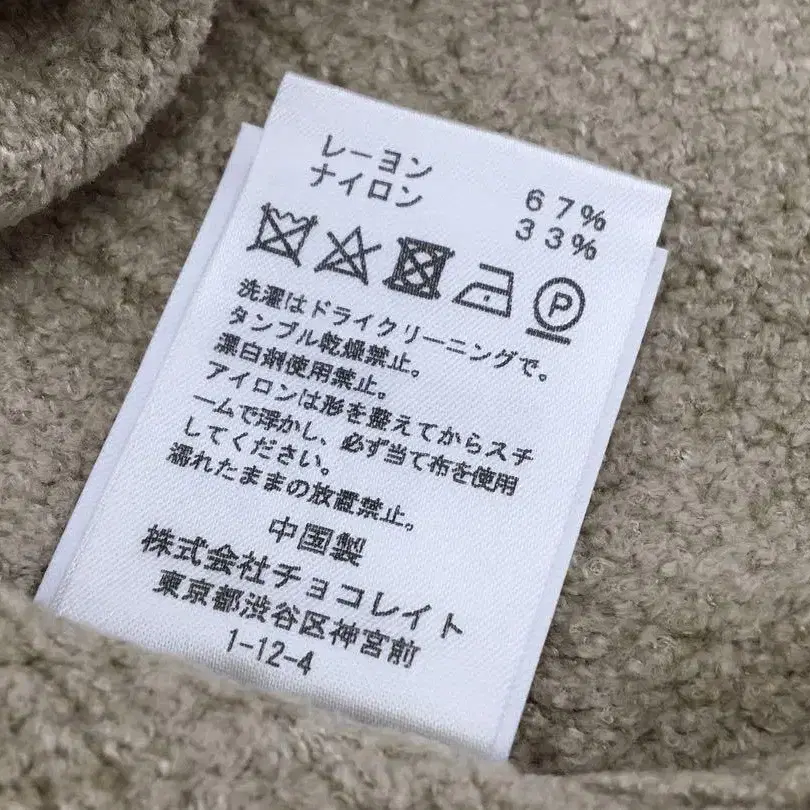 レーヨン 67%
ナイロン 33%
P
洗濯はドライクリーニングで。
タンブル乾燥禁止。
漂白剤使用禁止。
アイロンは形を整えてからスチ
ームで浮かし、必ず当て布を使用
してください。
濡れたままの放置禁止。
中国製
株式会社チョコレイト
東京都渋谷区神宮前
1-12-4